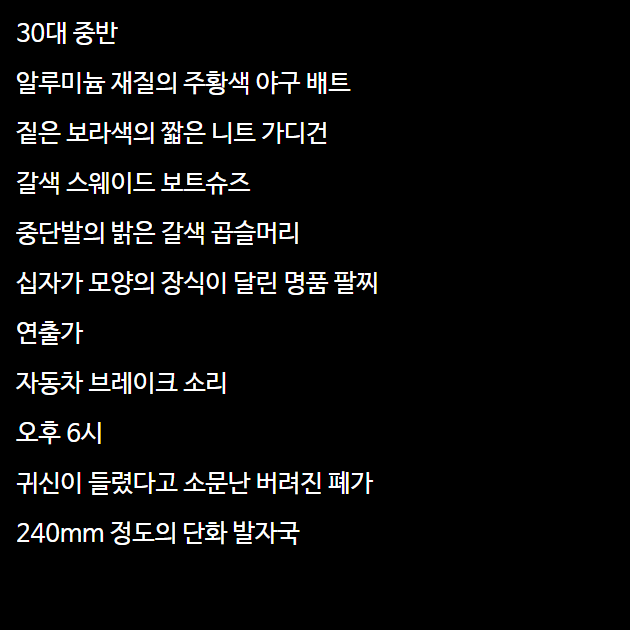 30대 중반
알루미늄 재질의 주황색 야구 배트
짙은 보라색의 짧은 니트 가디건
갈색 스웨이드 보트슈즈
중단발의 밝은 갈색 곱슬머리
십자가 모양의 장식이 달린 명품 팔찌
연출가
자동차 브레이크 소리
오후 6시
귀신이 들렸다고 소문난 버려진 폐가
240mm 정도의 단화 발자국